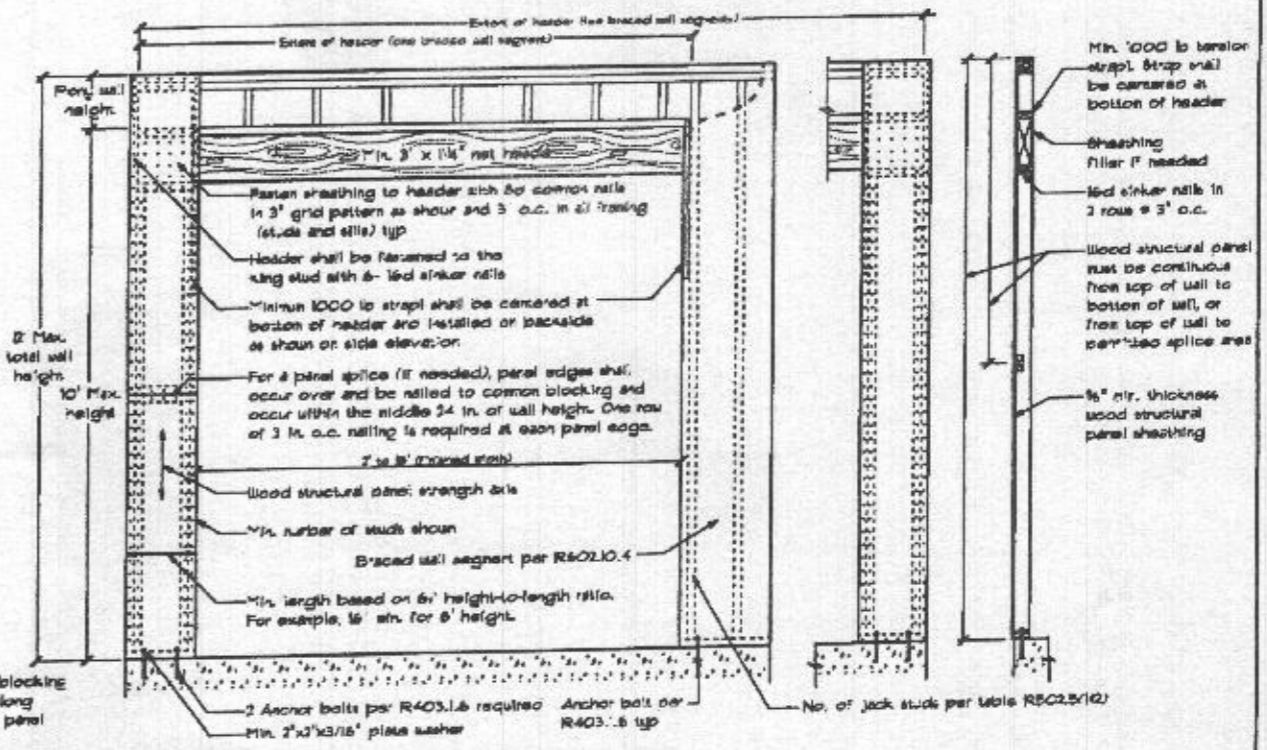 Extent of header (two braced wall segments)
Extent of header (one braced wall segment)
Pony wall
height
Min. 3" x 11¼" net header
Fasten sheathing to header with 8d common nails
in 3" grid pattern as shown and 3" o.c. in all framing
(studs and sills) typ
Header shall be fastened to the
king stud with 6- 16d sinker nails
Minimum 1000 lb strap shall be centered at
bottom of header and installed on backside
as shown on side elevation
For a panel splice (if needed), panel edges shall
occur over and be nailed to common blocking and
occur within the middle 24 in. of wall height. One row
of 3 in. o.c. nailing is required at each panel edge.
12' Max.
total wall
height
10' Max.
height
Wood structural panel strength axis
Min. number of studs shown
Braced wall segment per R602.10.4
Min. length based on 6:1 height-to-length ratio.
For example, 16" min. for 8' height.
blocking
long
panel
2 Anchor bolts per R403.1.6 required
Min. 2"x2"x3/16" plate washer
Anchor bolt per
R403.1.6 typ
No. of jack studs per table R502.5(1&2)
Min. 1000 lb tension
strap. Strap shall
be centered at
bottom of header
Sheathing
filler if needed
16d sinker nails in
2 rows @ 3" o.c.
Wood structural panel
must be continuous
from top of wall to
bottom of wall, or
from top of wall to
permitted splice area
min. thickness
wood structural
panel sheathing